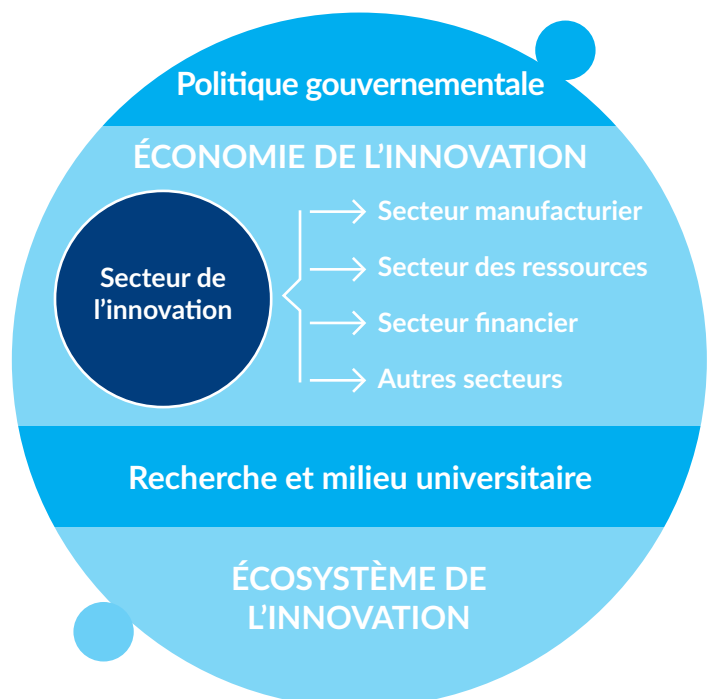 Politique gouvernementale
ÉCONOMIE DE L'INNOVATION
Secteur de
l'innovation
Secteur manufacturier
Secteur des ressources
Secteur financier
Autres secteurs
Recherche et milieu universitaire
ÉCOSYSTÈME DE
L'INNOVATION